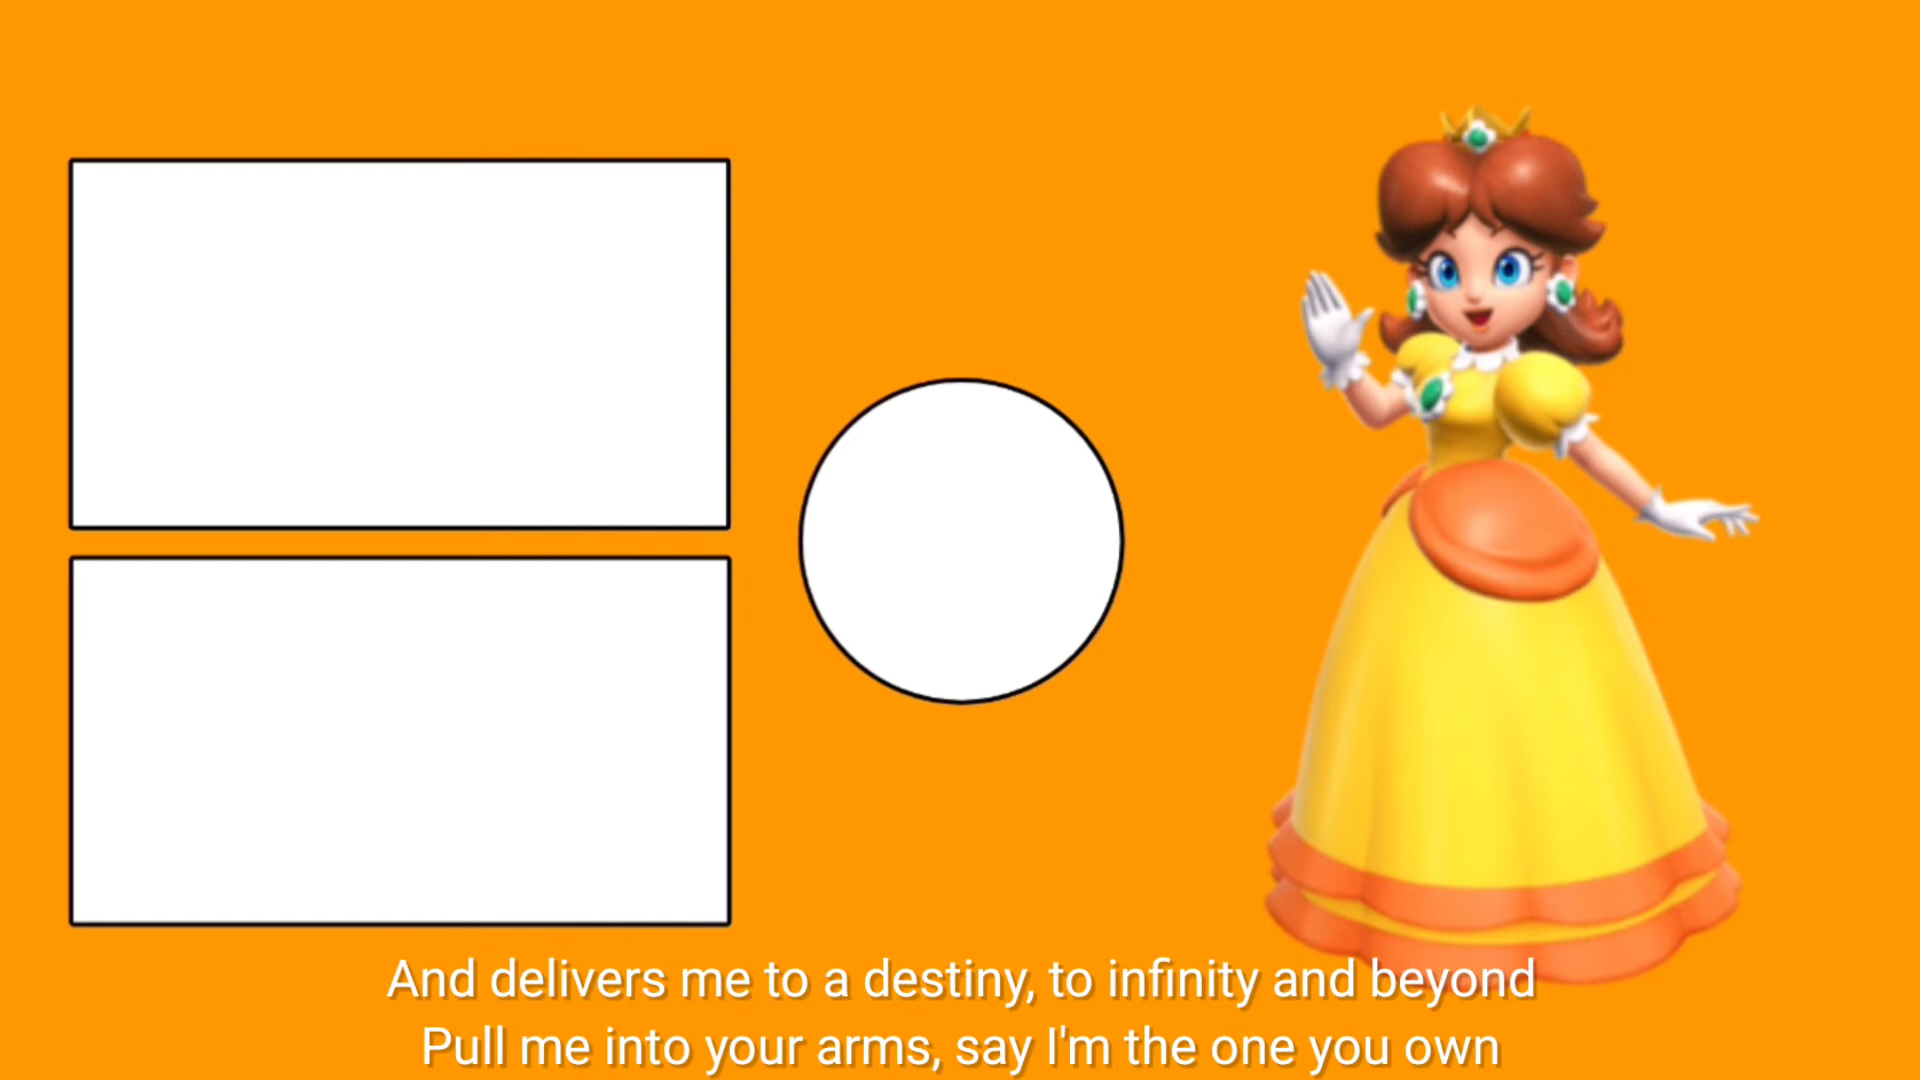 And delivers me to a destiny, to infinity and beyond
Pull me into your arms, say I'm the one you own